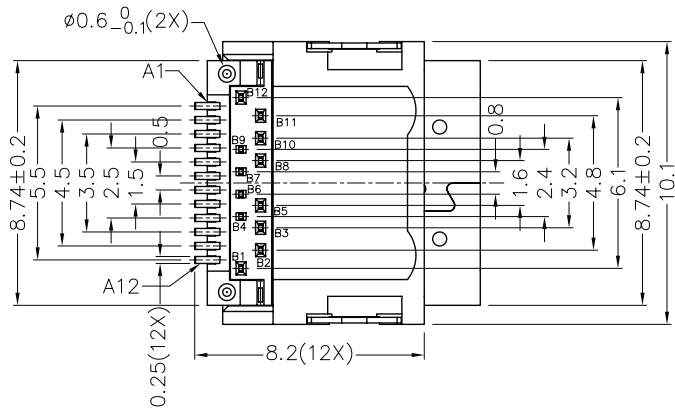 ø0.6 0 -0.1(2X)
A1
B12
B11
B9
B10
B8
B7
B6
B5
B4
B3
B1
B2
A12
8.74±0.2
5.5
4.5
3.5
2.5
1.5
0.5
0.25(12X)
8.2(12X)
0.8
1.6
2.4
3.2
4.8
6.1
8.74±0.2
10.1